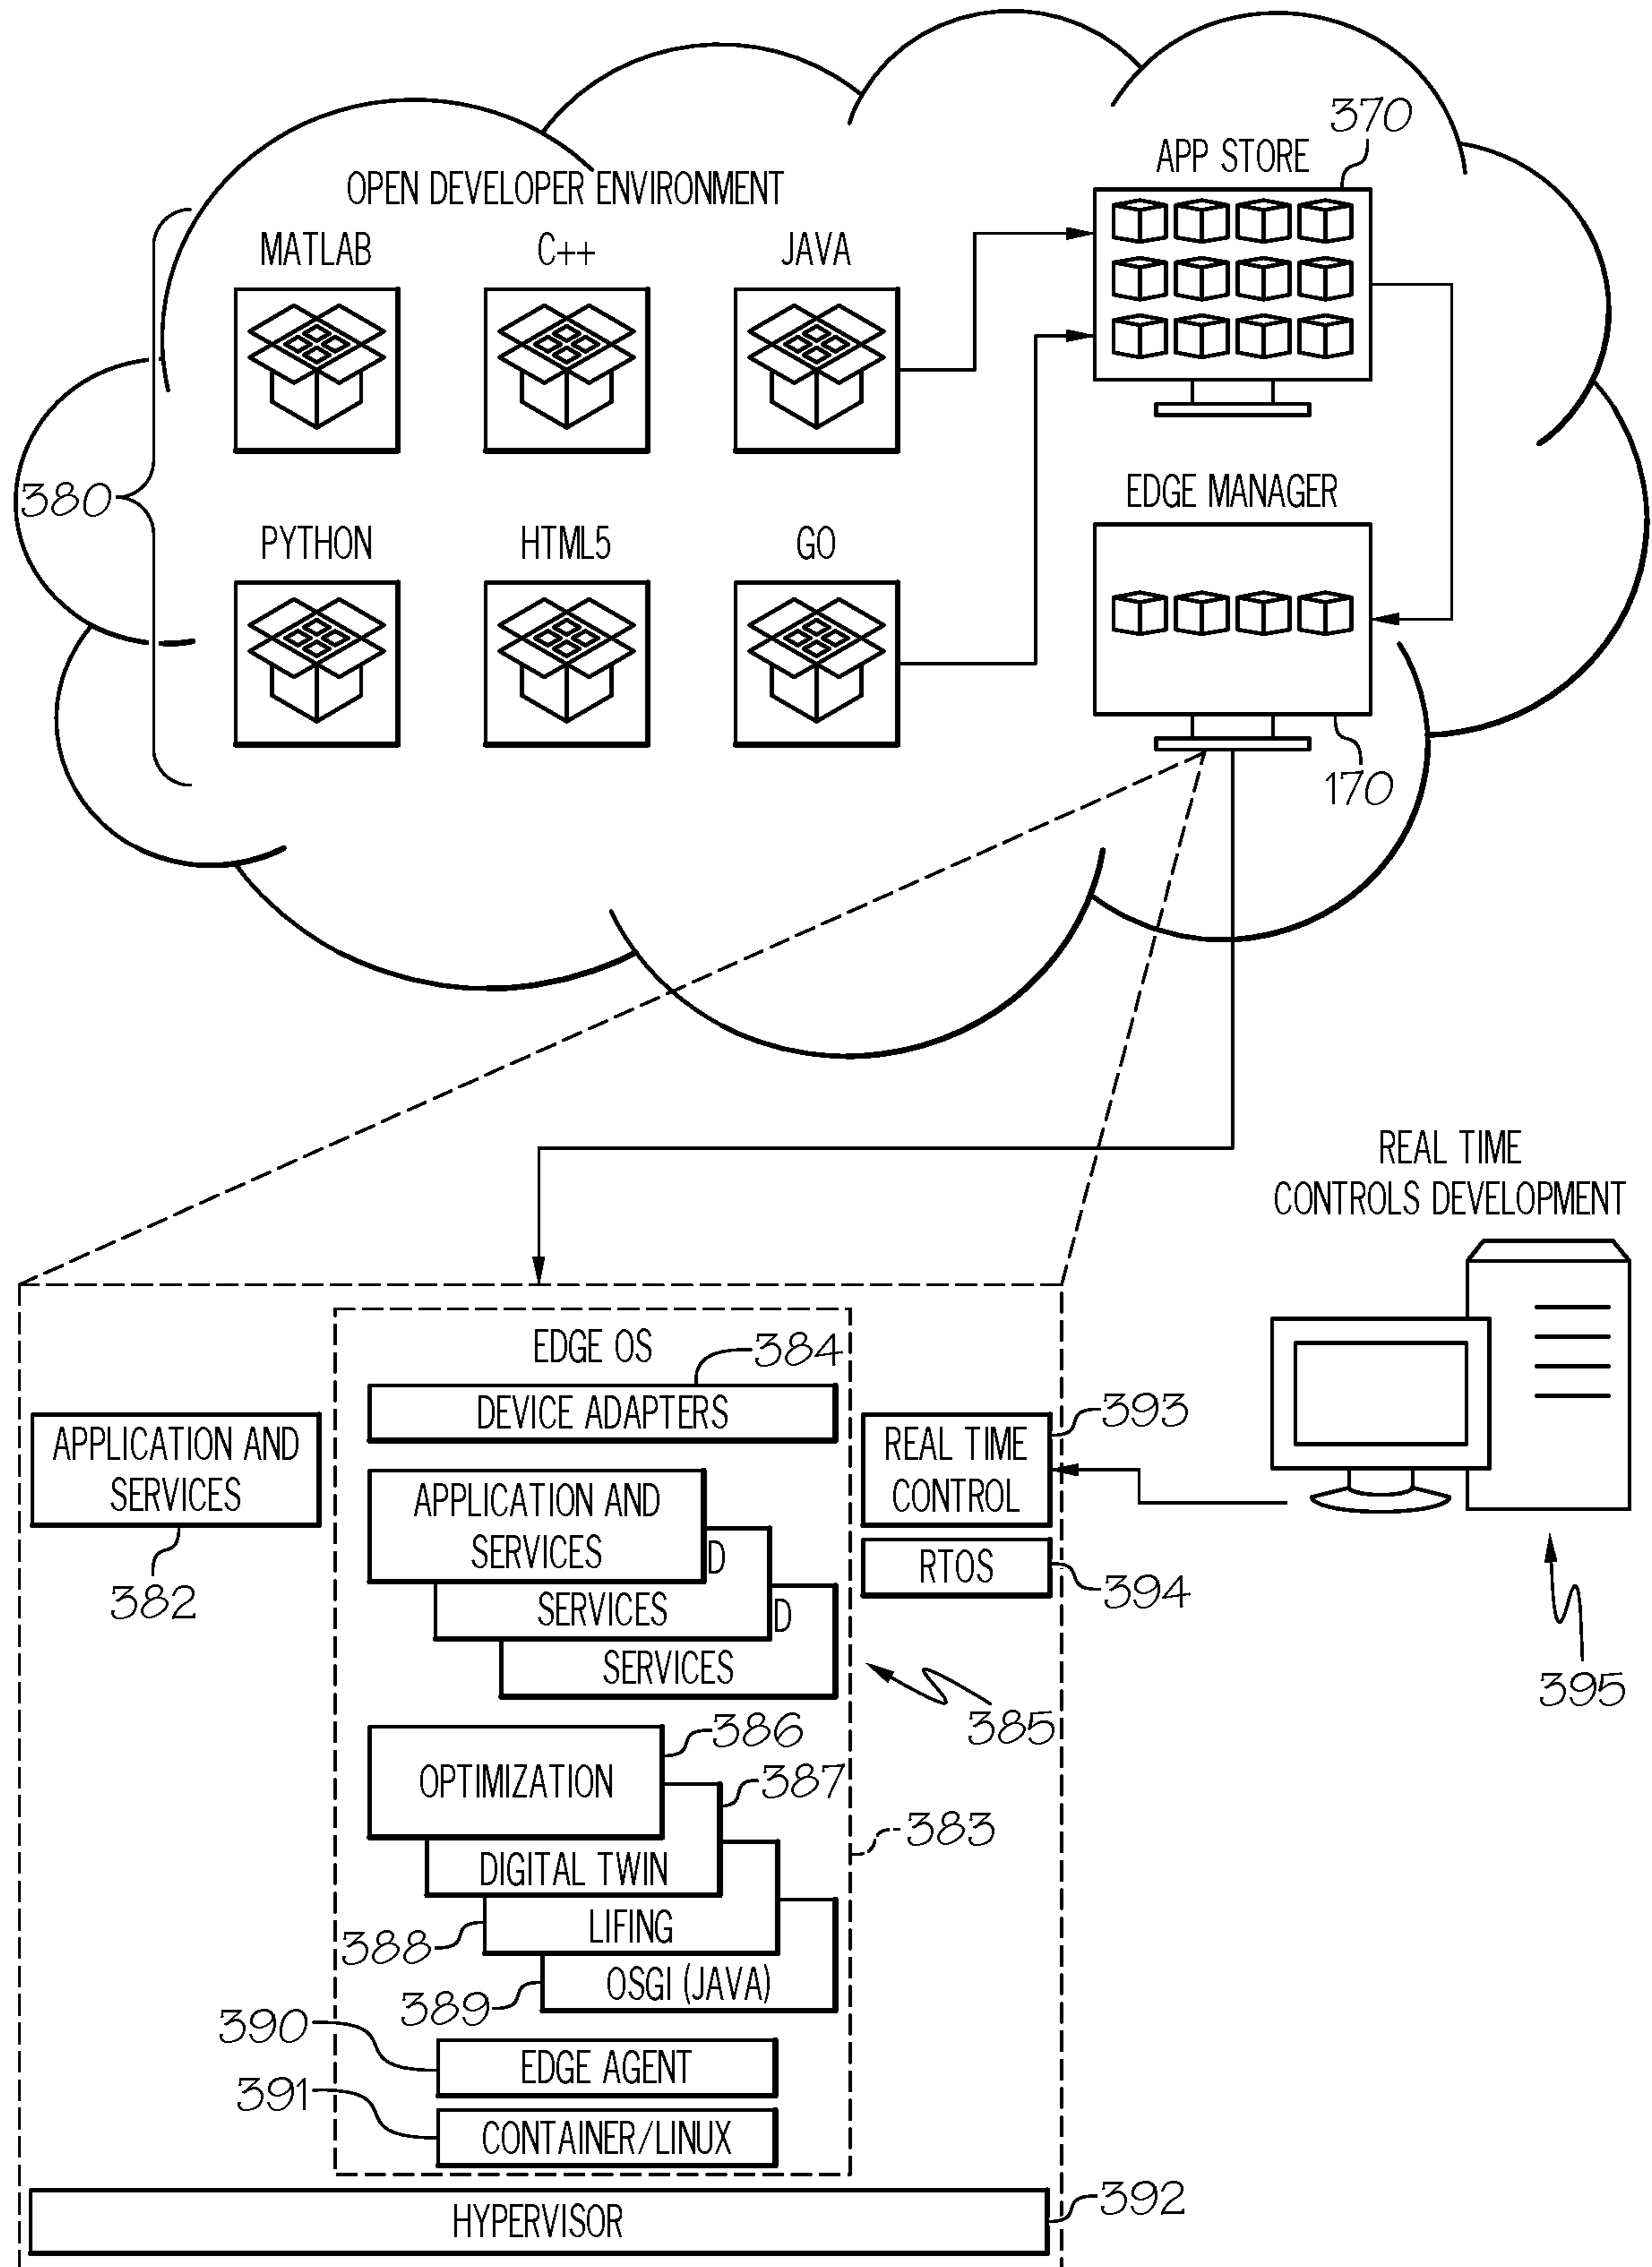 370
APP STORE
OPEN DEVELOPER ENVIRONMENT
MATLAB
C++
JAVA
380
EDGE MANAGER
PYTHON
HTML5
GO
170
REAL TIME
CONTROLS DEVELOPMENT
EDGE OS
384
DEVICE ADAPTERS
393
APPLICATION AND
SERVICES
382
APPLICATION AND
SERVICES
D
SERVICES
D
SERVICES
385
REAL TIME
CONTROL
RTOS
394
395
386
OPTIMIZATION
387
383
DIGITAL TWIN
LIFING
388
OSGI (JAVA)
389
390
EDGE AGENT
391
CONTAINER/LINUX
392
HYPERVISOR